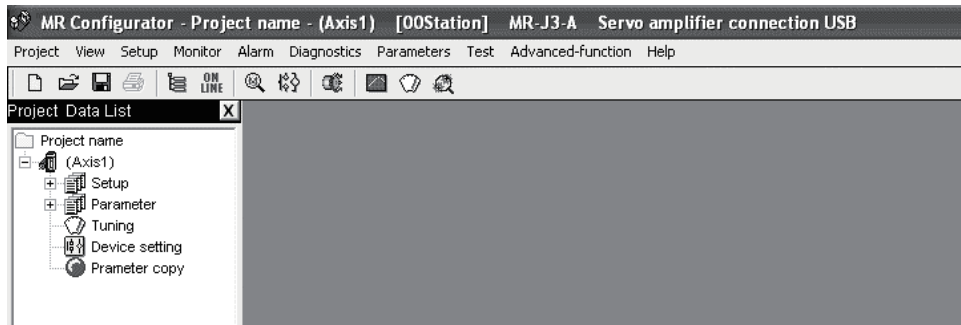 MR Configurator - Project name - (Axis1) [00Station] MR-J3-A Servo amplifier connection USB
Project View Setup Monitor Alarm Diagnostics Parameters Test Advanced-function Help
ON
LINE
Project Data List X
Project name
(Axis1)
Setup
Parameter
Tuning
Device setting
Prameter copy